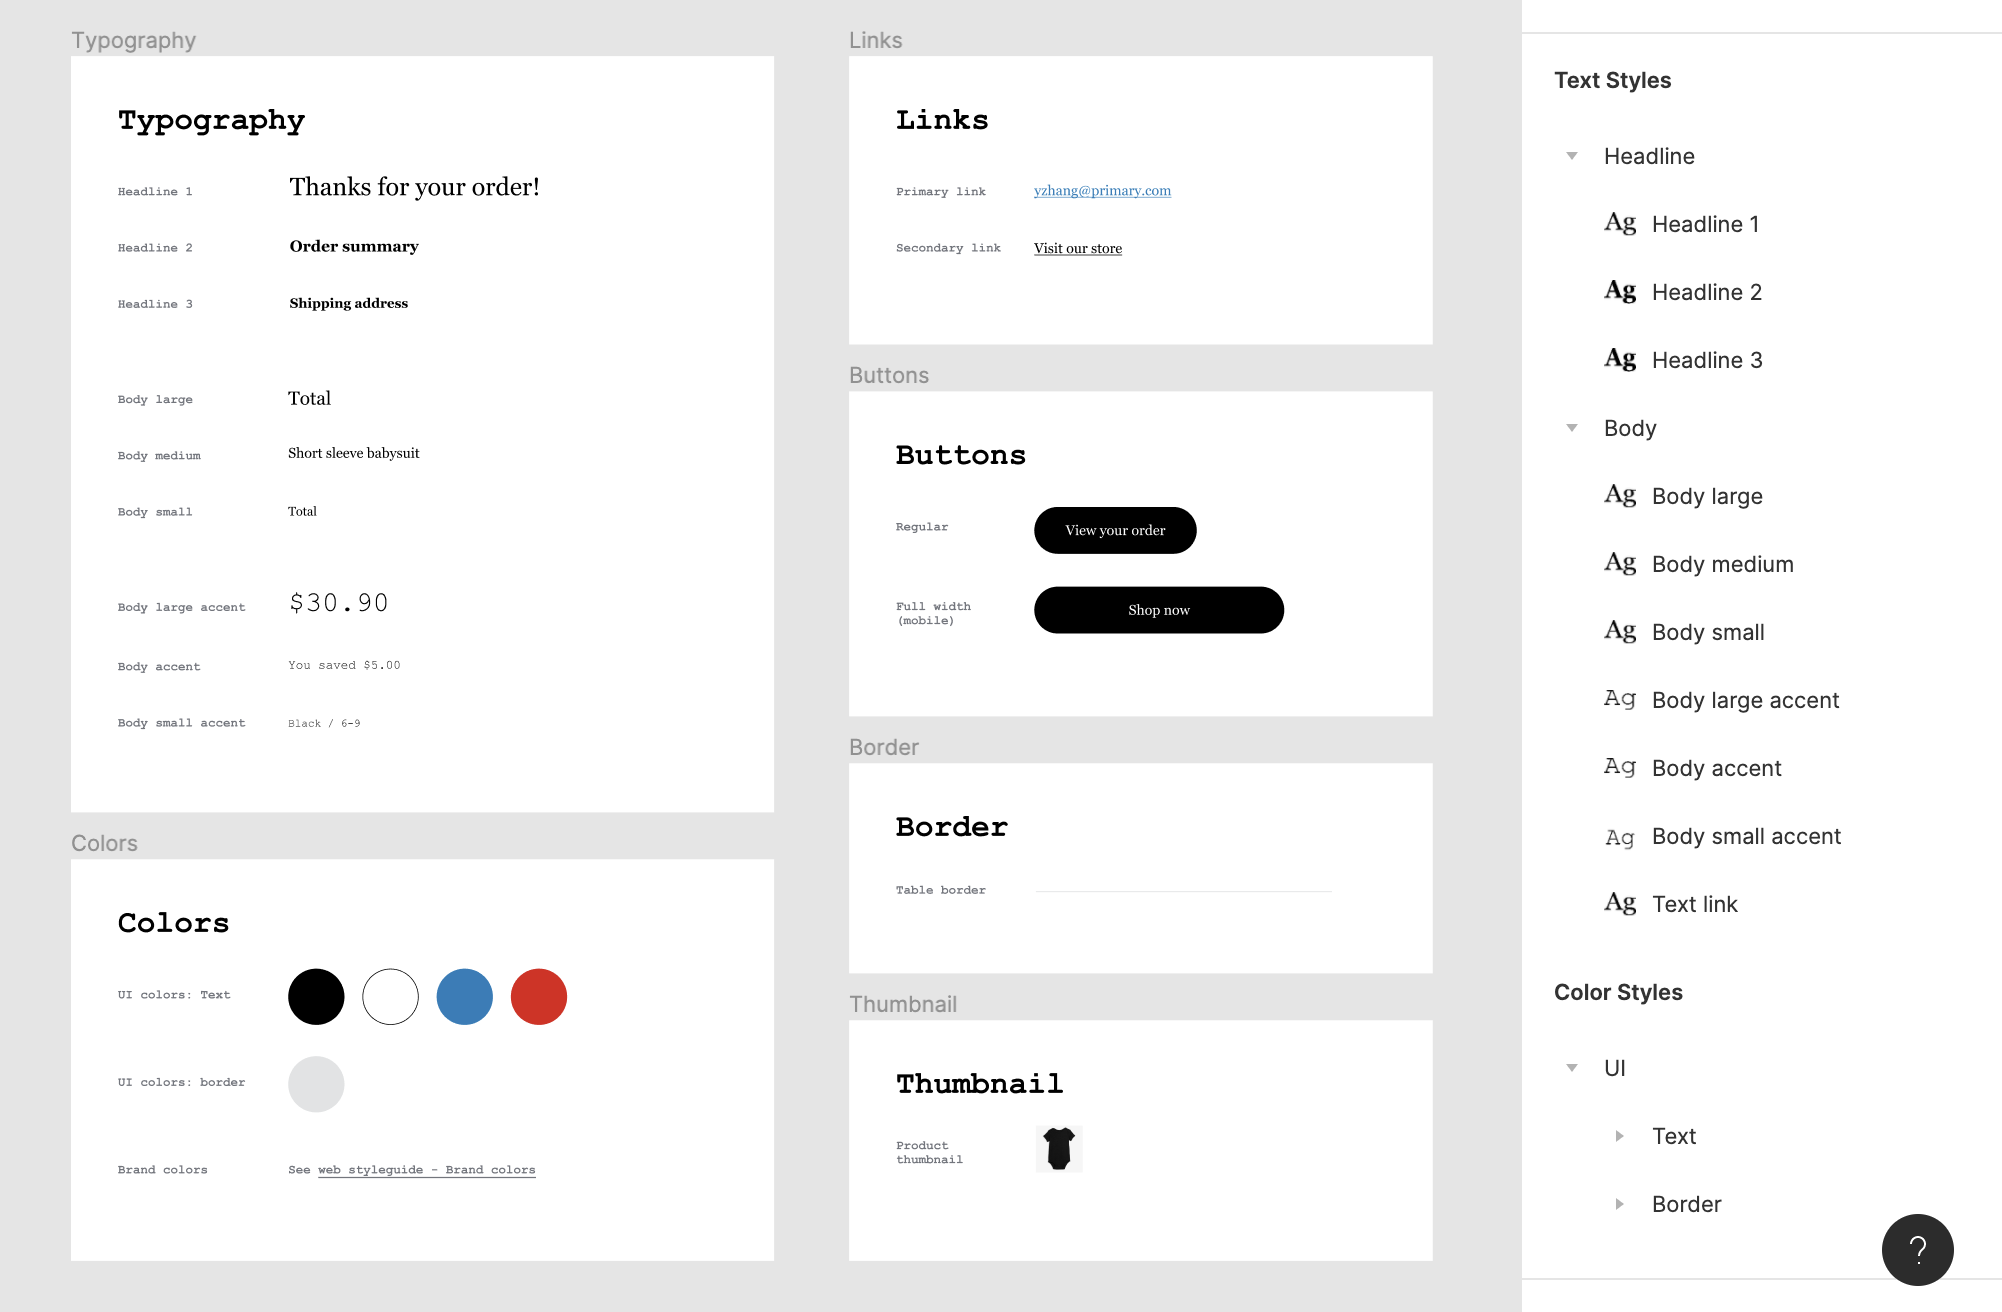 Typography
Typography
Headline 1
Thanks for your order!
Headline 2
Order summary
Headline 3
Shipping address
Body large
Total
Body medium
Short sleeve babysuit
Body small
Total
Body large accent
$30.90
Body accent
You saved $5.00
Body small accent
Black / 6-9
Colors
Colors
UI colors: Text
UI colors: border
Brand colors
See web styleguide - Brand colors
Links
Links
Primary link
yzhang@primary.com
Secondary link
Visit our store
Buttons
Buttons
Regular
View your order
Full width
(mobile)
Shop now
Border
Border
Table border
Thumbnail
Thumbnail
Product
thumbnail
Text Styles
Headline
Ag Headline 1
Ag Headline 2
Ag Headline 3
Body
Ag Body large
Ag Body medium
Ag Body small
Ag Body large accent
Ag Body accent
Ag Body small accent
Ag Text link
Color Styles
UI
Text
Border
?